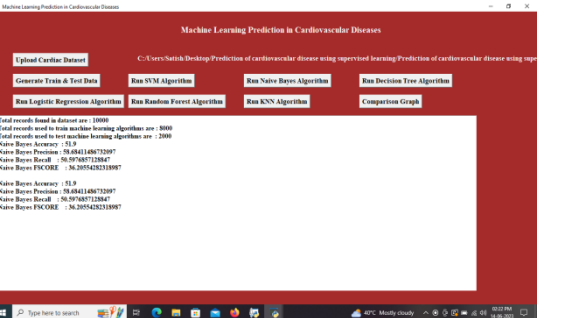 Machine Learning Prediction in Cardiovascular Diseases
Machine Learning Prediction in Cardiovascular Diseases
Upload Cardiac Dataset
C:/Users/Satish/Desktop/Prediction of cardiovascular disease using supervised learning/Prediction of cardiovascular disease using supe
Generate Train & Test Data
Run SVM Algorithm
Run Naive Bayes Algorithm
Run Decision Tree Algorithm
Run Logistic Regression Algorithm
Run Random Forest Algorithm
Run KNN Algorithm
Comparison Graph
Total records found in dataset are : 10000
Total records used to train machine learning algorithms are : 8000
Total records used to test machine learning algorithms are : 2000
Naive Bayes Accuracy : 51.9
Naive Bayes Precision : 58.68411486732097
Naive Bayes Recall : 50.5976857128847
Naive Bayes FSCORE : 36.20554282318987
Naive Bayes Accuracy : 51.9
Naive Bayes Precision : 58.68411486732097
Naive Bayes Recall : 50.5976857128847
Naive Bayes FSCORE : 36.20554282318987
Type here to search
40°C Mostly cloudy
02:22 PM